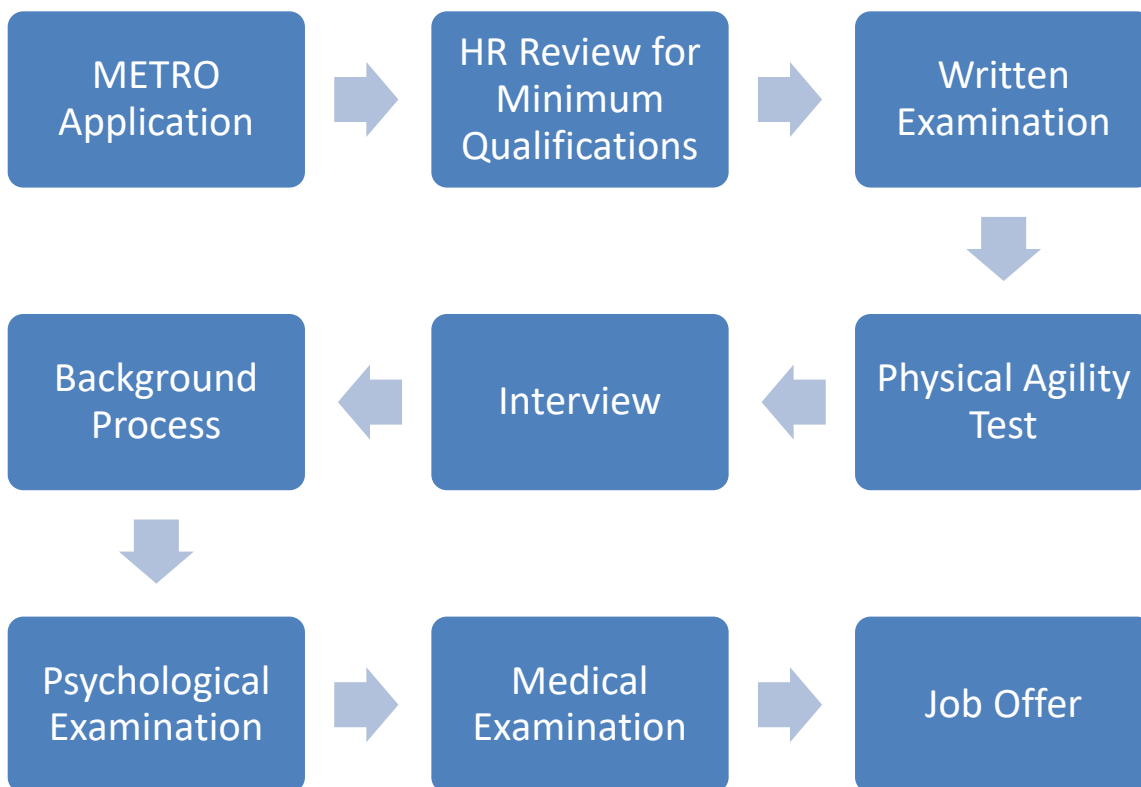 METRO
Application
HR Review for
Minimum
Qualifications
Written
Examination
Physical Agility
Test
Interview
Background
Process
Psychological
Examination
Medical
Examination
Job Offer